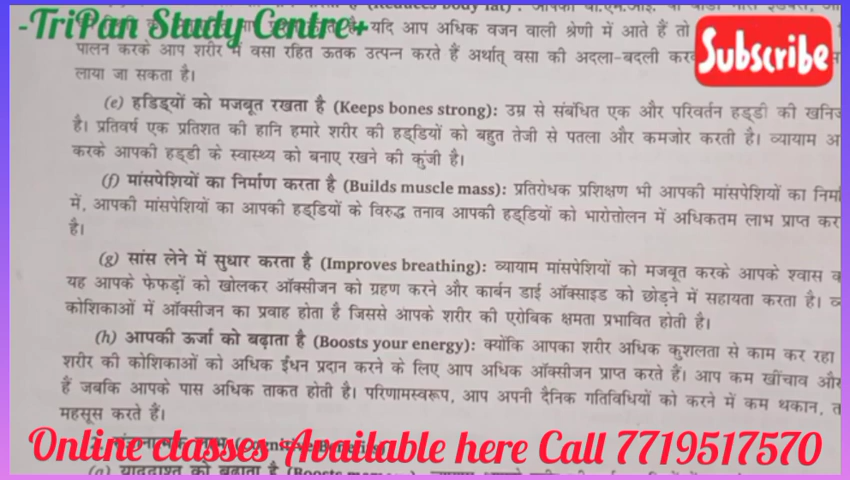 -TriPan Study Centre+
Subscribe
(Reduces body fat) :
यदि आप अधिक वजन वाली श्रेणी में आते हैं तो
पालन करके आप शरीर में वसा रहित ऊतक उत्पन्न करते हैं अर्थात् वसा की अदला-बदली
लाया जा सकता है।
(e) हडि्डयों को मजबूत रखता है (Keeps bones strong): उम्र से संबंधित एक और परिवर्तन हड्डी की
है। प्रतिवर्ष एक प्रतिशत की हानि हमारे शरीर की हड्डियों को बहुत तेजी से पतला और कमजोर करती है। व्यायाम
करके आपकी हड्डी के स्वास्थ्य को बनाए रखने की कुंजी है।
(f) मांसपेशियों का निर्माण करता है (Builds muscle mass): प्रतिरोधक प्रशिक्षण भी आपकी मांसपेशियों का
में, आपकी मांसपेशियों का आपकी हड्डियों के विरुद्ध तनाव आपकी हड्डियों को भारोत्तोलन में अधिकतम लाभ प्राप्त
है।
(g) सांस लेने में सुधार करता है (Improves breathing): व्यायाम मांसपेशियों को मजबूत करके आपके श्वास
यह आपके फेफड़ों को खोलकर ऑक्सीजन को ग्रहण करने और कार्बन डाई ऑक्साइड को छोड़ने में सहायता करता है।
कोशिकाओं में ऑक्सीजन का प्रवाह होता है जिससे आपके शरीर की एरोबिक क्षमता प्रभावित होती है।
(h) आपकी ऊर्जा को बढ़ाता है (Boosts your energy): क्योंकि आपका शरीर अधिक कुशलता से काम कर रहा
शरीर की कोशिकाओं को अधिक ईंधन प्रदान करने के लिए आप अधिक ऑक्सीजन प्राप्त करते हैं। आप कम खींचाव और
हैं जबकि आपके पास अधिक ताकत होती है। परिणामस्वरूप, आप अपनी दैनिक गतिविधियों को करने में कम थकान,
महसूस करते हैं।
Online classes Available here Call 7719517570
(a) याददाश्त को बढ़ाता है